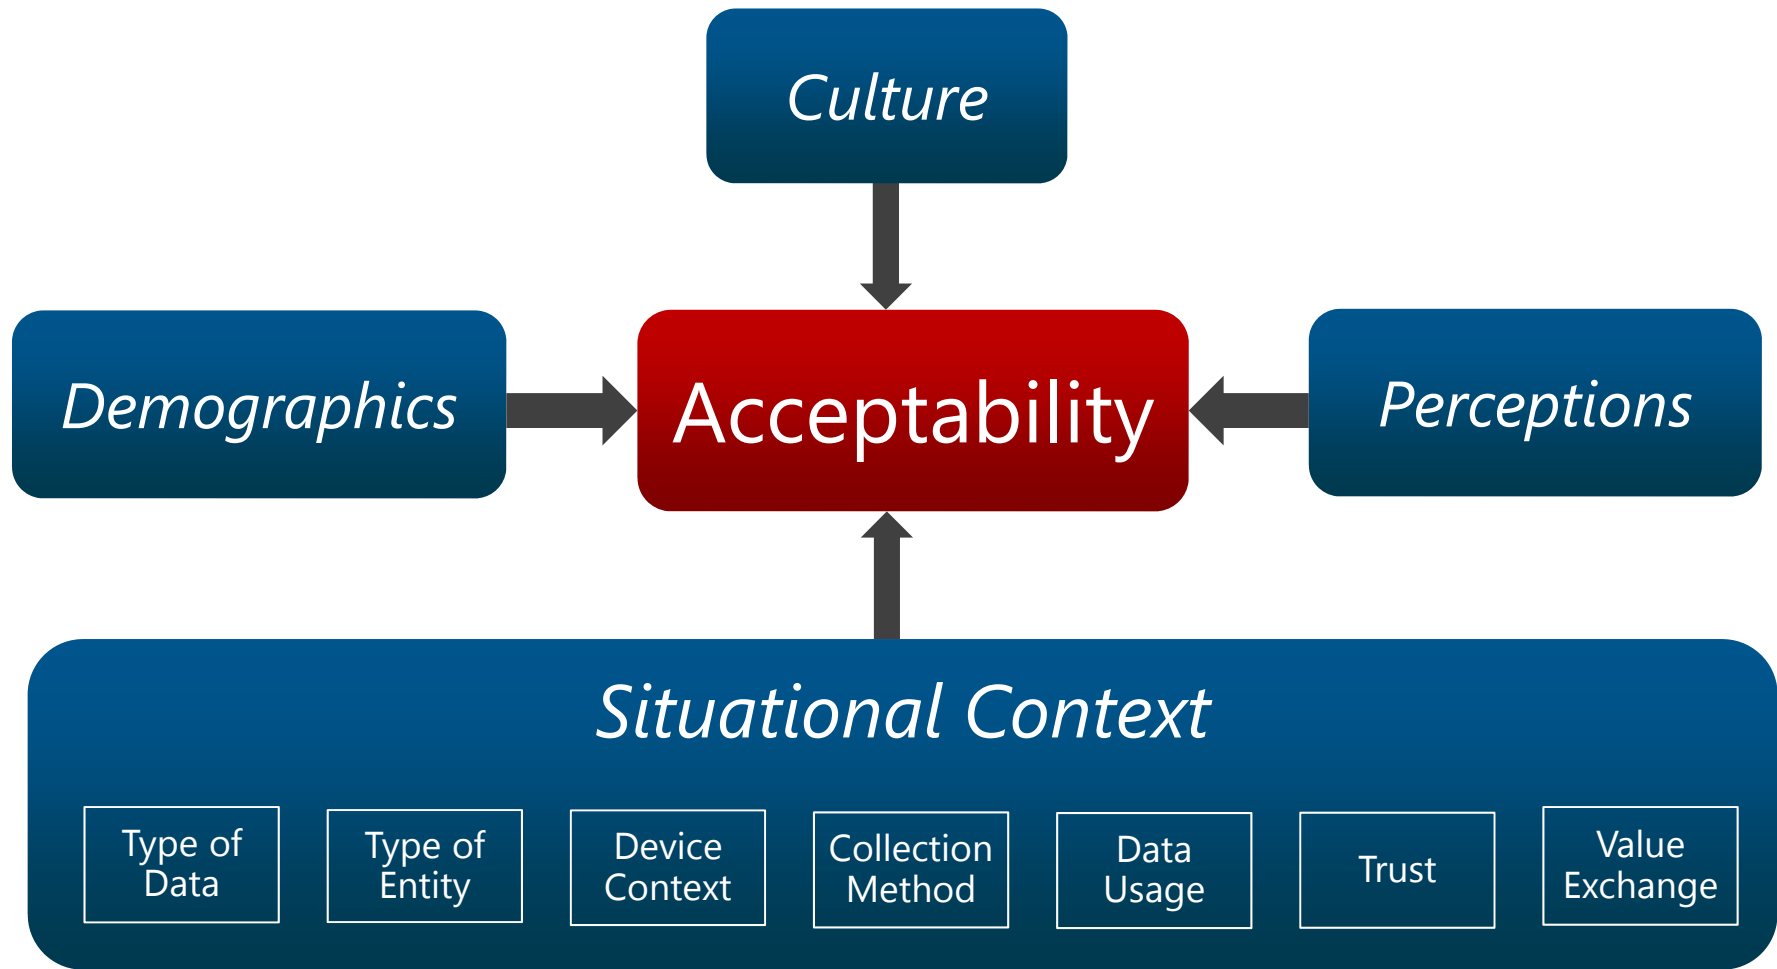 Culture
Demographics
Acceptability
Perceptions
Situational Context
Type of
Data
Type of
Entity
Device
Context
Collection
Method
Data
Usage
Trust
Value
Exchange